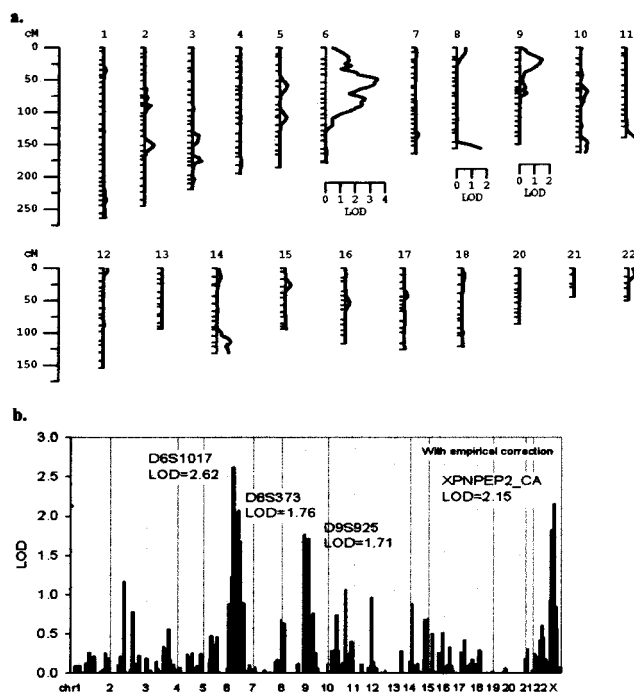 a.
cM 1 2 3 4 5 6 7 8 9 10 11
0
50
100
150
200
250
0 1 2 3 4
LOD
0 1 2
LOD
0 1 2
LOD
cM 12 13 14 15 16 17 18 20 21 22
0
50
100
150
b.
3.0
2.5
2.0
1.5
1.0
0.5
0.0
LOD
With empirical correction
D6S1017
LOD=2.62
D8S373
LOD=1.76
D9S925
LOD=1.71
XPNPEP2_CA
LOD=2.15
chr1 2 3 4 5 6 7 8 9 10 11 12 13 14 15 16 17 18 19 20 21 22 X